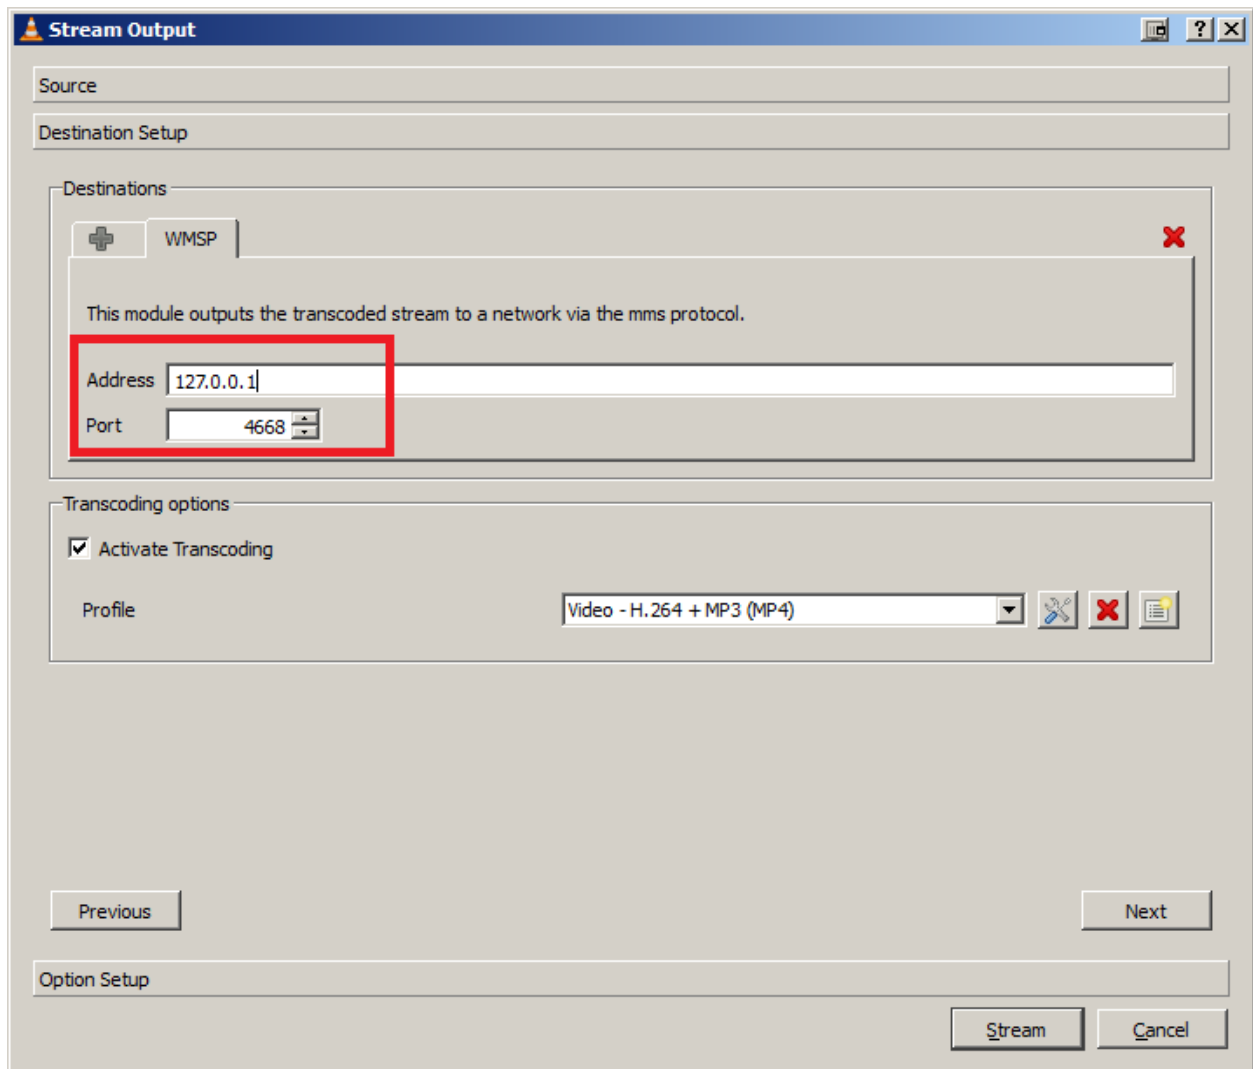 Stream Output
Source
Destination Setup
Destinations
WMSP
This module outputs the transcoded stream to a network via the mms protocol.
Address 127.0.0.1
Port 4668
Transcoding options
Activate Transcoding
Profile Video - H.264 + MP3 (MP4)
Previous Next
Option Setup
Stream Cancel